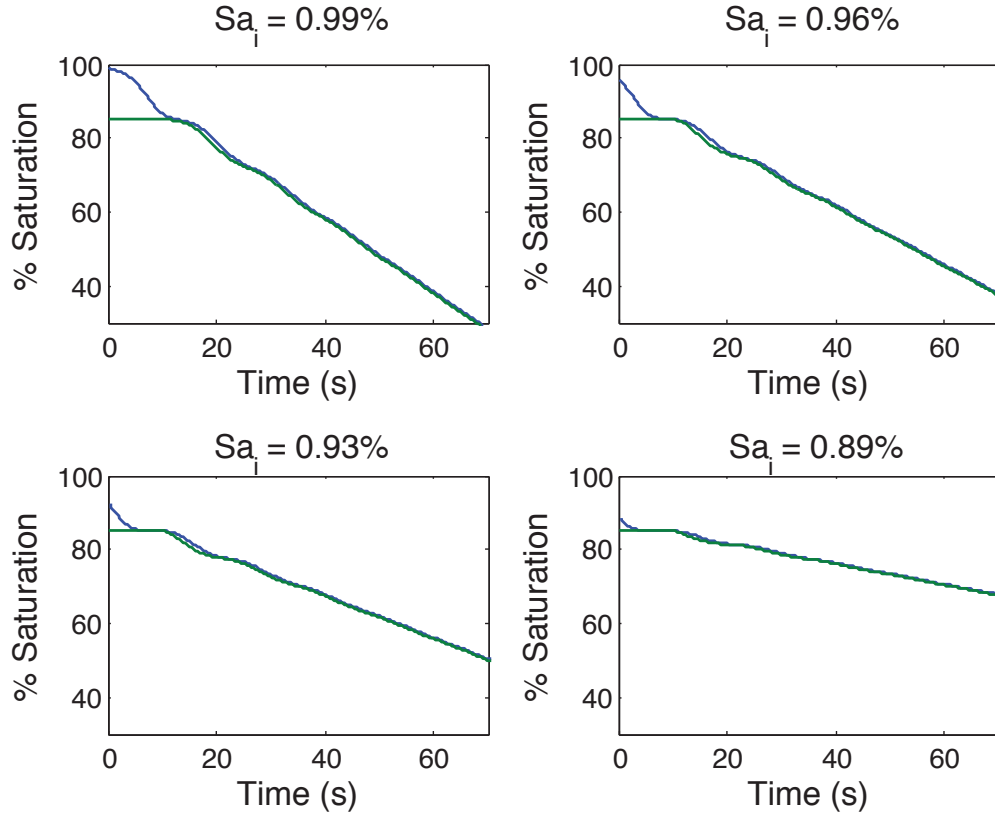 Sa_i = 0.99%
% Saturation
100
80
60
40
0 20 40 60
Time (s)
Sa_i = 0.96%
% Saturation
100
80
60
40
0 20 40 60
Time (s)
Sa_i = 0.93%
% Saturation
100
80
60
40
0 20 40 60
Time (s)
Sa_i = 0.89%
% Saturation
100
80
60
40
0 20 40 60
Time (s)